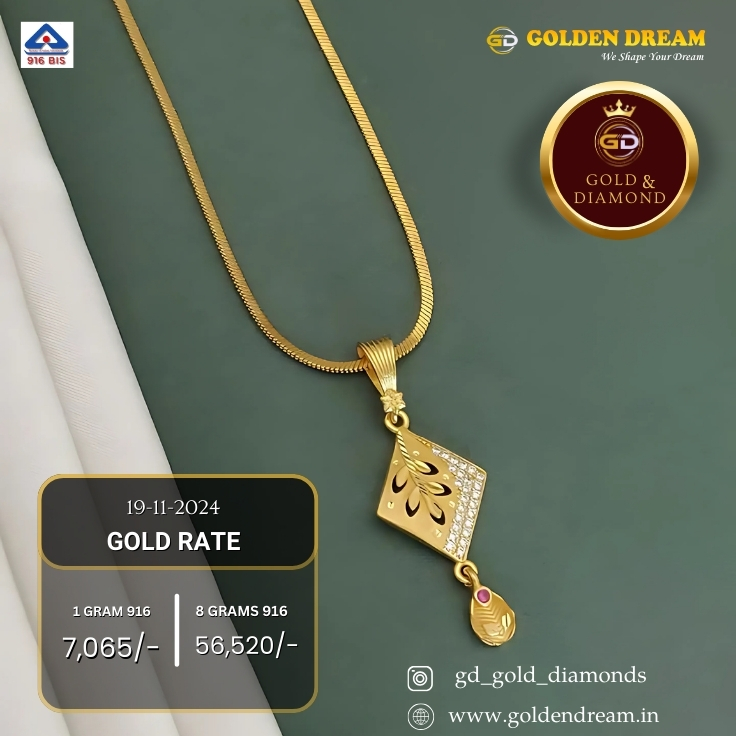 916 BIS
GD GOLDEN DREAM
We Shape Your Dream
GD
GOLD &
DIAMOND
19-11-2024
GOLD RATE
1 GRAM 916
8 GRAMS 916
7,065/-
56,520/-
gd_gold_diamonds
www.goldendream.in